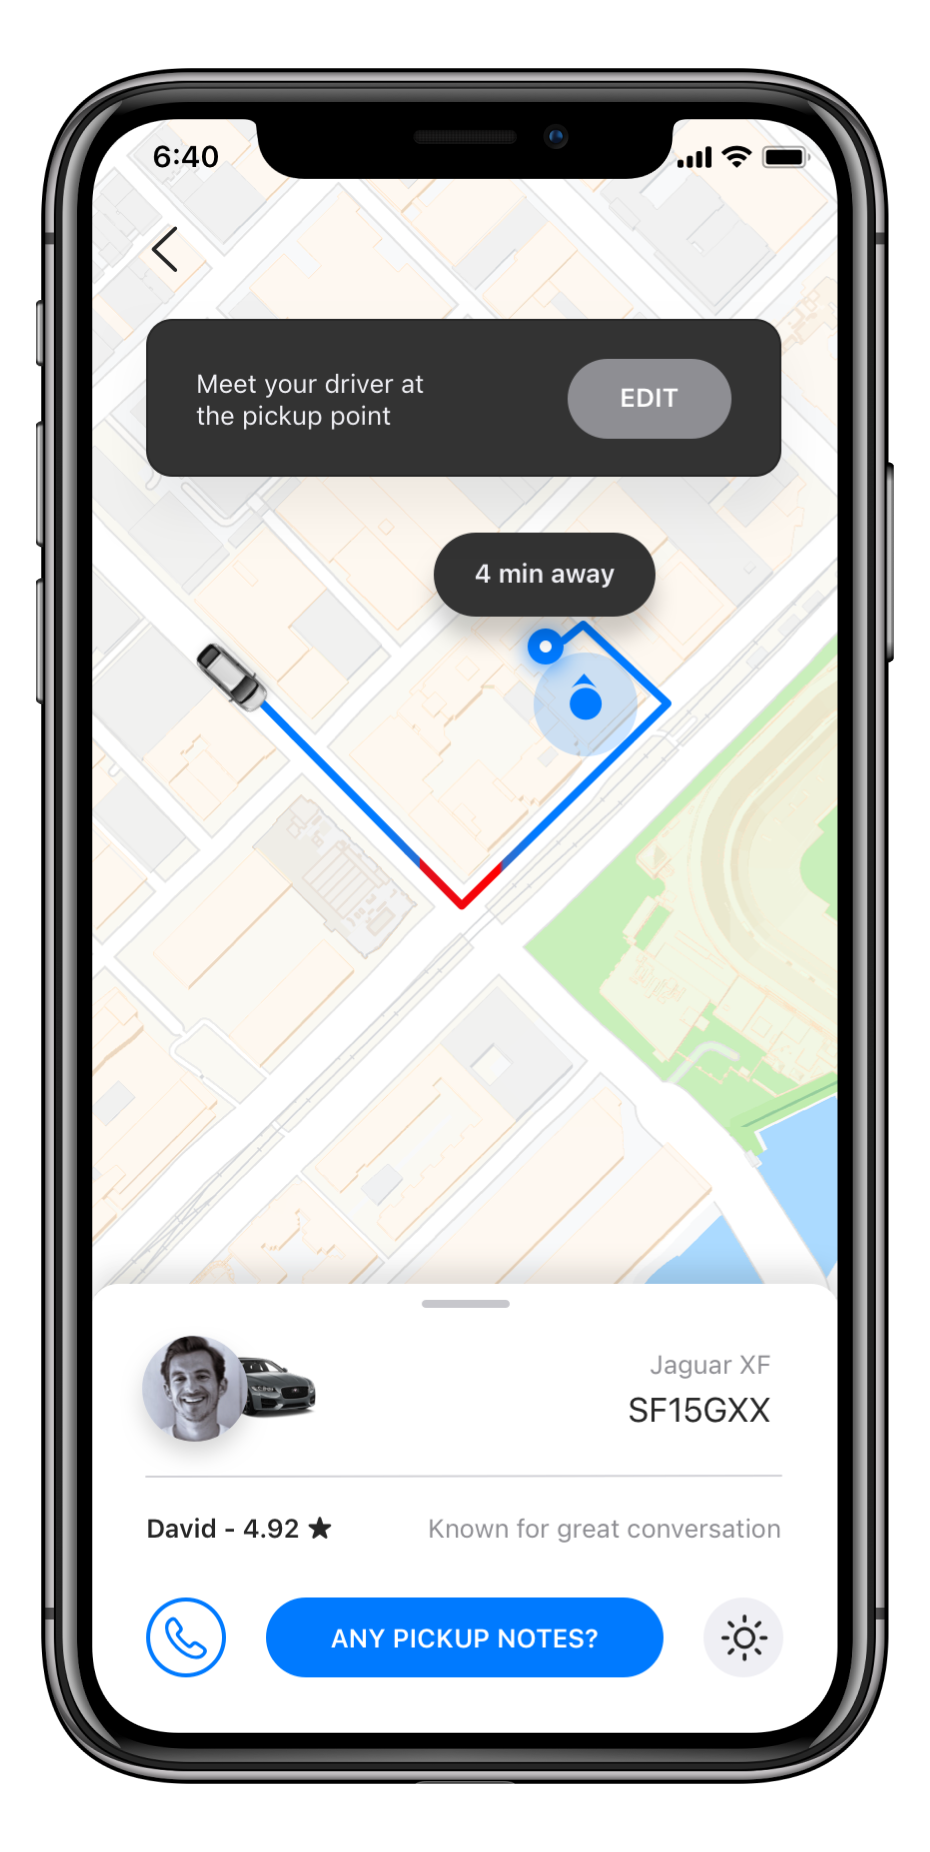 6:40
Meet your driver at
the pickup point
EDIT
4 min away
Jaguar XF
SF15GXX
David - 4.92 ★
Known for great conversation
ANY PICKUP NOTES?